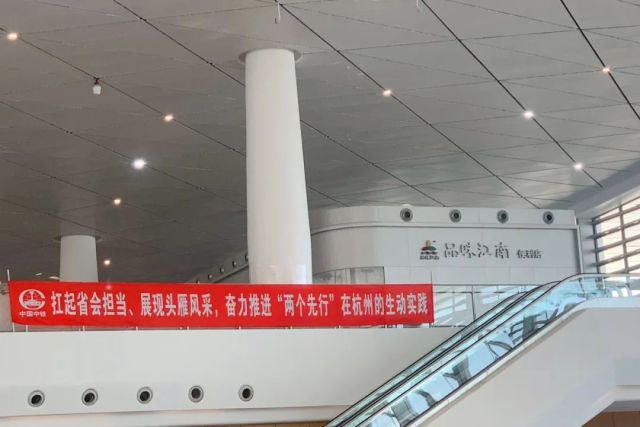 品味江南
中国中铁
扛起省会担当、展现头雁风采，奋力推进“两个先行”在杭州的生动实践